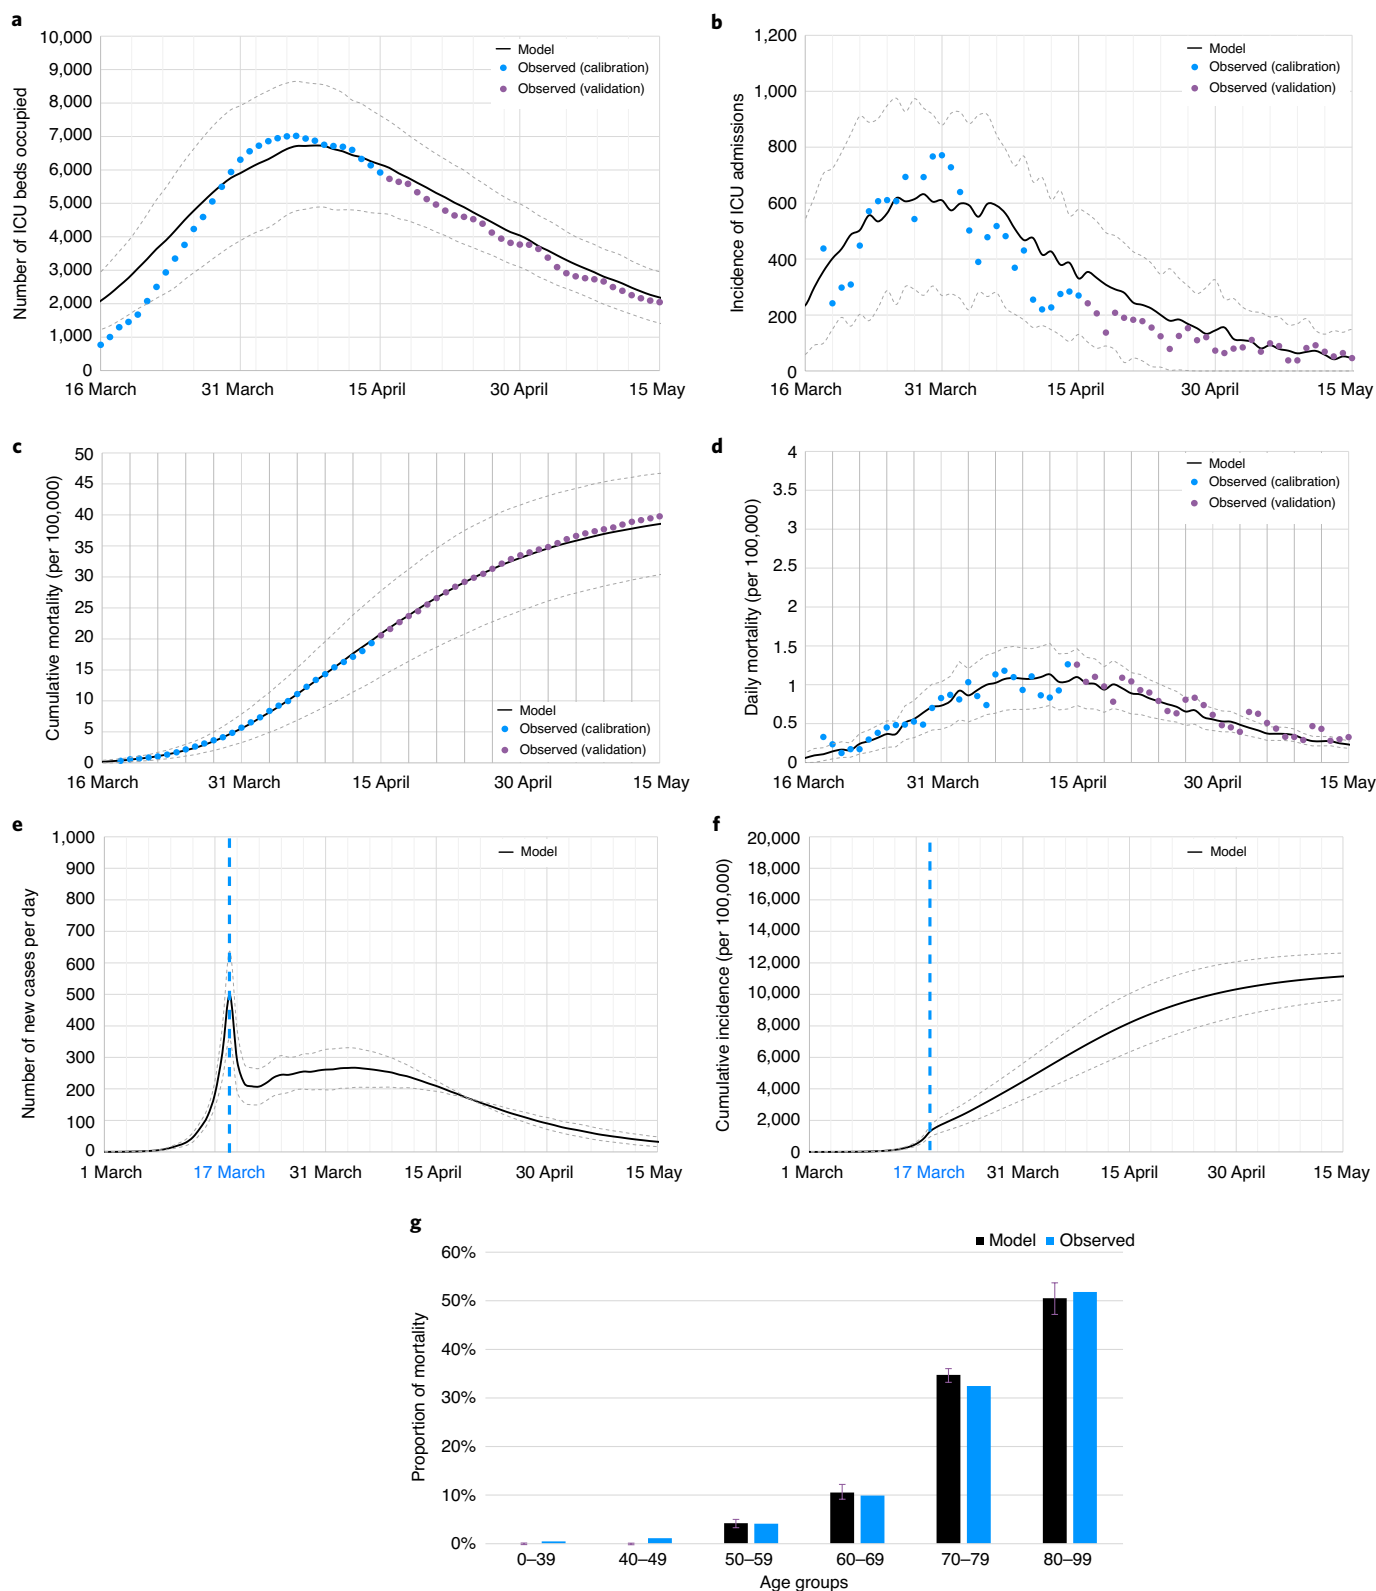 a
Number of ICU beds occupied
10,000
9,000
8,000
7,000
6,000
5,000
4,000
3,000
2,000
1,000
0
16 March 31 March 15 April 30 April 15 May
Model
Observed (calibration)
Observed (validation)
b
Incidence of ICU admissions
1,200
1,000
800
600
400
200
0
16 March 31 March 15 April 30 April 15 May
Model
Observed (calibration)
Observed (validation)
c
Cumulative mortality (per 100,000)
50
45
40
35
30
25
20
15
10
5
0
16 March 31 March 15 April 30 April 15 May
Model
Observed (calibration)
Observed (validation)
d
Daily mortality (per 100,000)
4
3.5
3
2.5
2
1.5
1
0.5
0
16 March 31 March 15 April 30 April 15 May
Model
Observed (calibration)
Observed (validation)
e
Number of new cases per day
1,000
900
800
700
600
500
400
300
200
100
0
1 March 17 March 31 March 15 April 30 April 15 May
Model
f
Cumulative incidence (per 100,000)
20,000
18,000
16,000
14,000
12,000
10,000
8,000
6,000
4,000
2,000
0
1 March 17 March 31 March 15 April 30 April 15 May
Model
g
Model Observed
Proportion of mortality
60%
50%
40%
30%
20%
10%
0%
0–39 40–49 50–59 60–69 70–79 80–99
Age groups